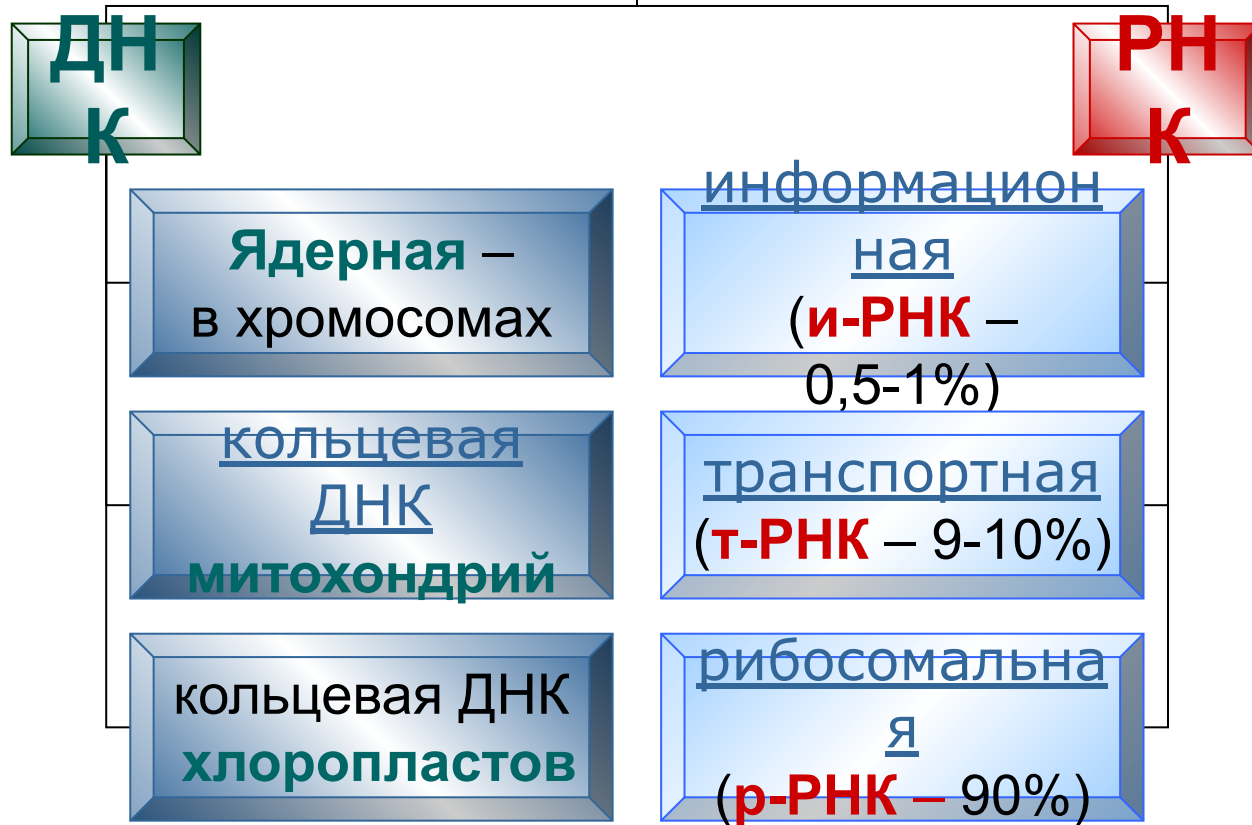 ДН
К
Ядерная –
в хромосомах
кольцевая
ДНК
митохондрий
кольцевая ДНК
хлоропластов
РН
К
информацион
ная
(и-РНК –
0,5-1%)
транспортная
(т-РНК – 9-10%)
рибосомальна
я
(р-РНК – 90%)